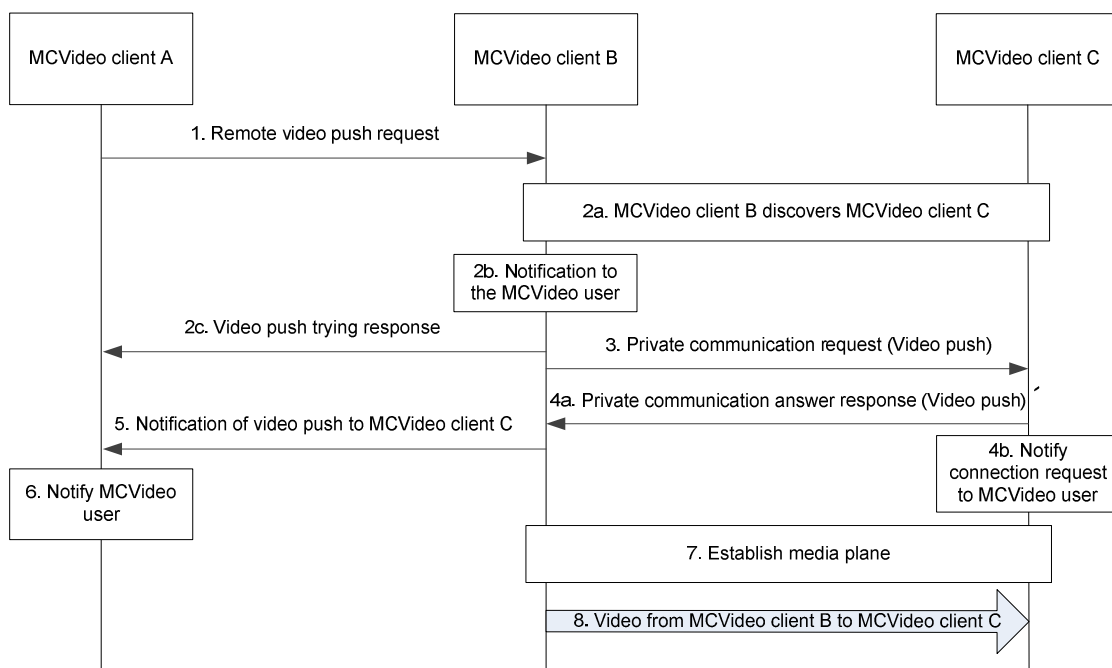 MCVideo client A
MCVideo client B
MCVideo client C
1. Remote video push request
2a. MCVideo client B discovers MCVideo client C
2b. Notification to
the MCVideo user
2c. Video push trying response
3. Private communication request (Video push)
4a. Private communication answer response (Video push)
5. Notification of video push to MCVideo client C
4b. Notify
connection request
to MCVideo user
6. Notify MCVideo
user
7. Establish media plane
8. Video from MCVideo client B to MCVideo client C